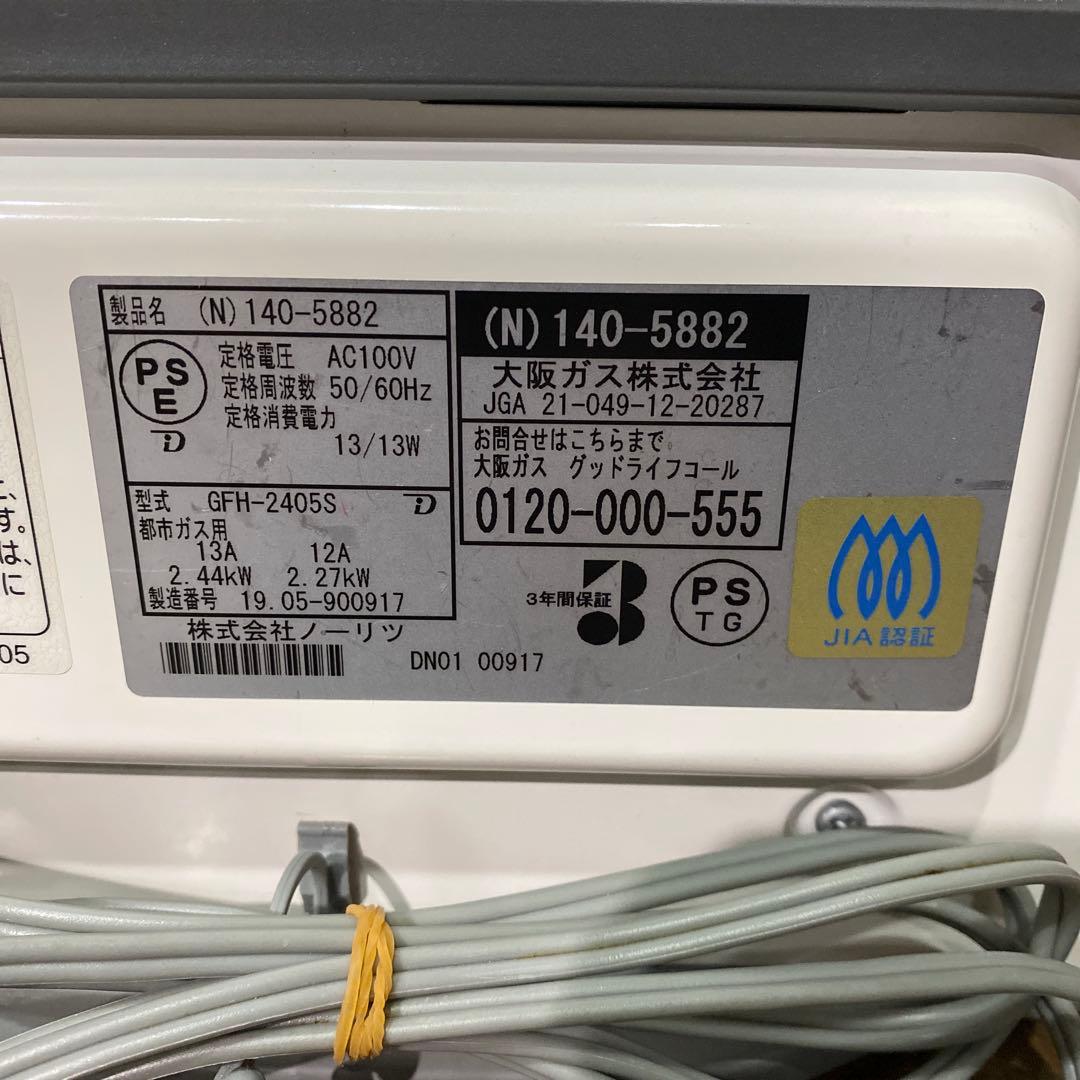 製品名 (N)140-5882
PS
E
定格電圧 AC100V
定格周波数 50/60Hz
定格消費電力
13/13W
型式 GFH-2405S
都市ガス用
13A 12A
2.44kW 2.27kW
製造番号 19.05-900917
株式会社ノーリツ
DN01 00917
(N)140-5882
大阪ガス株式会社
JGA 21-049-12-20287
お問合せはこちらまで。
大阪ガス グッドライフコール
0120-000-555
3年間保証
3
PS
TG
JIA認証
す。
は、
に
05